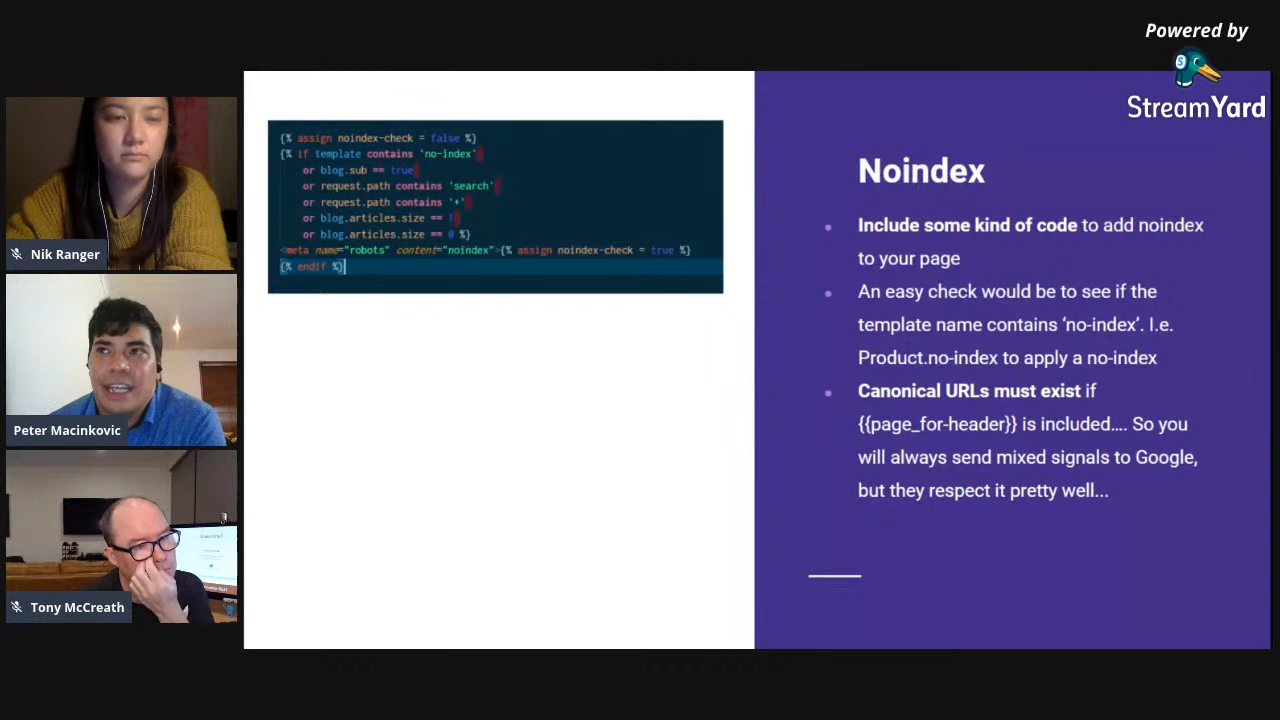 Powered by
StreamYard
Nik Ranger
Peter Macinkovic
Tony McCreath
{% assign noindex-check = false %}
{% if template contains 'no-index'
or blog.sub == true
or request.path contains 'search'
or request.path contains '+'
or blog.articles.size == 1
or blog.articles.size == 0 %}
<meta name="robots" content="noindex">{% assign noindex-check = true %}
{% endif %}
Noindex
• Include some kind of code to add noindex
to your page
• An easy check would be to see if the
template name contains ‘no-index’. I.e.
Product.no-index to apply a no-index
• Canonical URLs must exist if
{{page_for-header}} is included.... So you
will always send mixed signals to Google,
but they respect it pretty well...